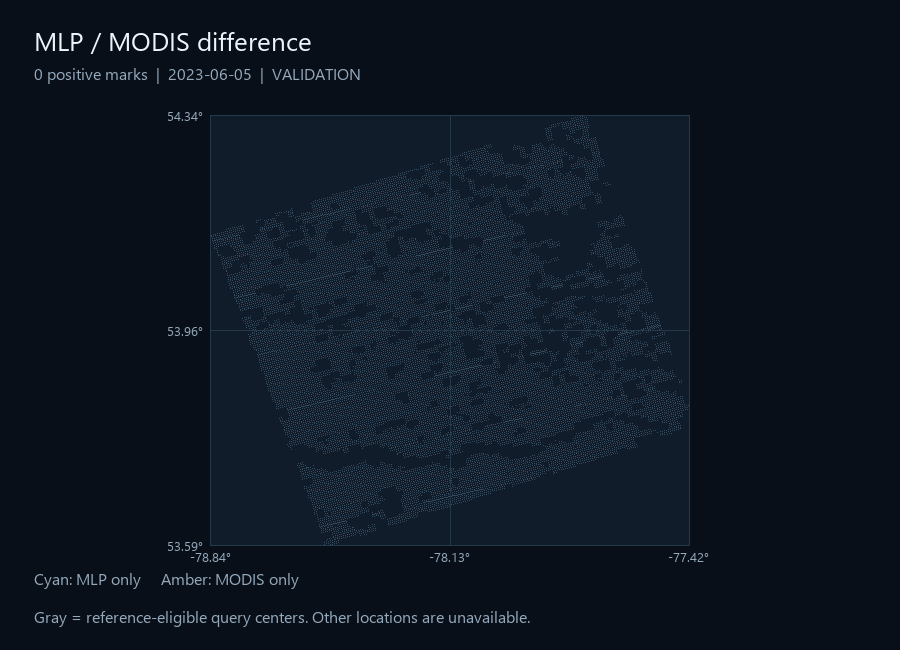 MLP / MODIS difference
0 positive marks | 2023-06-05 | VALIDATION
54.34°
53.96°
53.59°
-78.84° -78.13° -77.42°
Cyan: MLP only Amber: MODIS only
Gray = reference-eligible query centers. Other locations are unavailable.